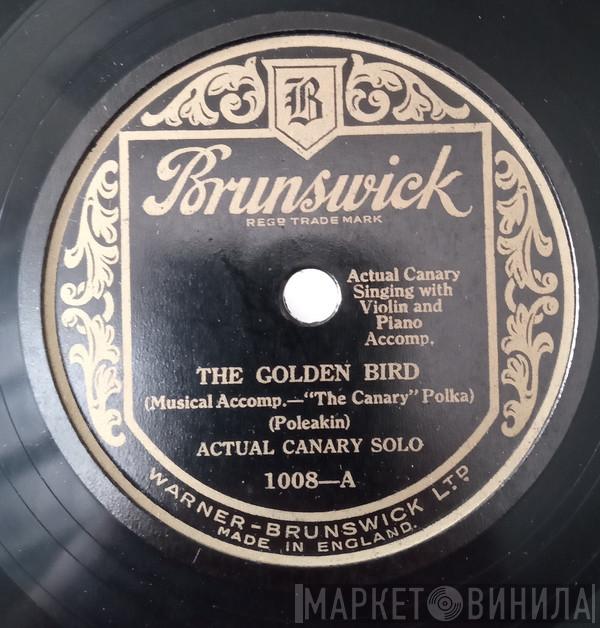 B
Brunswick
REGD TRADE MARK
Actual Canary
Singing with
Violin and
Piano
Accomp.
THE GOLDEN BIRD
(Musical Accomp.—"The Canary" Polka)
(Poleakin)
ACTUAL CANARY SOLO
1008—A
WARNER-BRUNSWICK LTD.
MADE IN ENGLAND.
МАРКЕТ ВИНИЛА